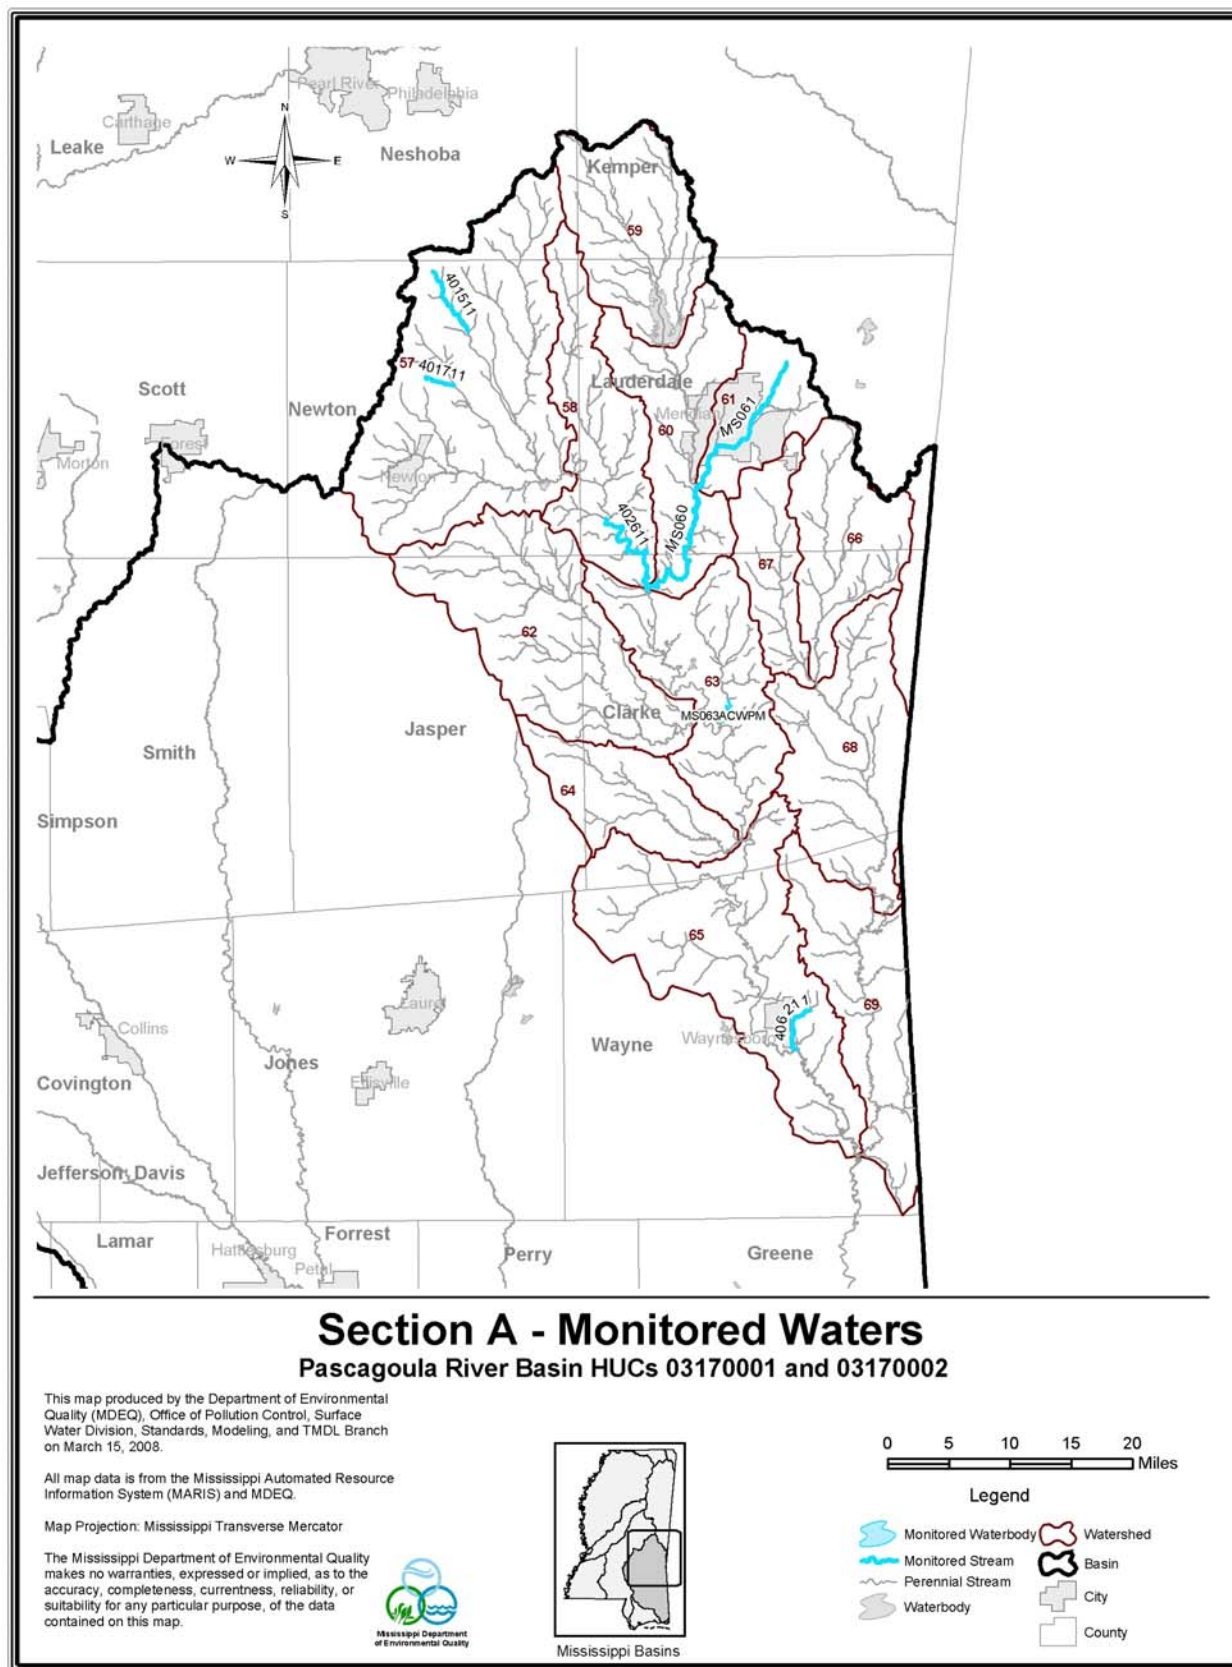 Pearl River
Philadelphia
Carthage
Leake
N
W
E
S
Neshoba
Kemper
59
401511
57
401711
Scott
Newton
Lauderdale
Meridian
61
MS061
58
60
Forest
Morton
Newton
402611
MS060
66
67
62
63
Clarke
MS063ACWPM
Jasper
Smith
68
64
Simpson
65
406
211
69
Laurel
Collins
Wayne
Waynesboro
Jones
Ellisville
Covington
Jefferson Davis
Lamar
Forrest
Hattiesburg
Petal
Perry
Greene
Section A - Monitored Waters
Pascagoula River Basin HUCs 03170001 and 03170002
This map produced by the Department of Environmental
Quality (MDEQ), Office of Pollution Control, Surface
Water Division, Standards, Modeling, and TMDL Branch
on March 15, 2008.
All map data is from the Mississippi Automated Resource
Information System (MARIS) and MDEQ.
Map Projection: Mississippi Transverse Mercator
The Mississippi Department of Environmental Quality
makes no warranties, expressed or implied, as to the
accuracy, completeness, currentness, reliability, or
suitability for any particular purpose, of the data
contained on this map.
Mississippi Department
of Environmental Quality
Mississippi Basins
0 5 10 15 20
Miles
Legend
Monitored Waterbody
Monitored Stream
Perennial Stream
Waterbody
Watershed
Basin
City
County